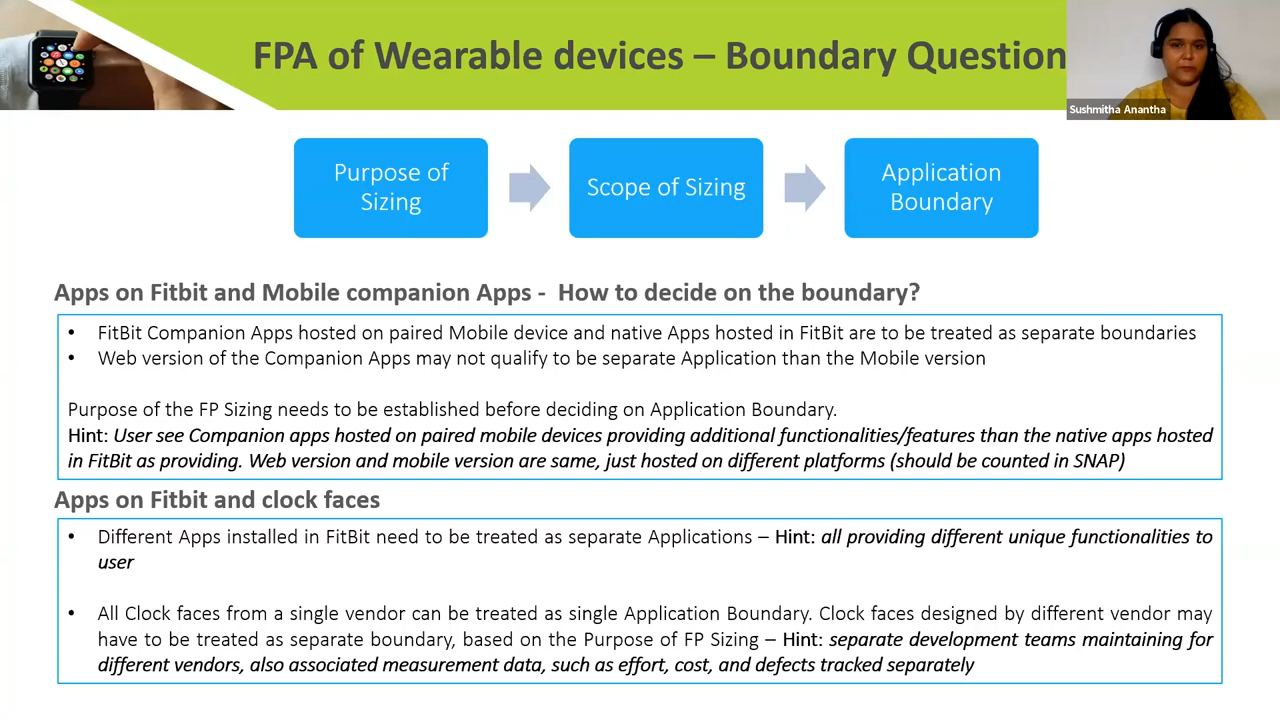 FPA of Wearable devices – Boundary Question
Sushmitha Anantha
Purpose of
Sizing
Scope of Sizing
Application
Boundary
Apps on Fitbit and Mobile companion Apps - How to decide on the boundary?
• FitBit Companion Apps hosted on paired Mobile device and native Apps hosted in FitBit are to be treated as separate boundaries
• Web version of the Companion Apps may not qualify to be separate Application than the Mobile version
Purpose of the FP Sizing needs to be established before deciding on Application Boundary.
Hint: User see Companion apps hosted on paired mobile devices providing additional functionalities/features than the native apps hosted
in FitBit as providing. Web version and mobile version are same, just hosted on different platforms (should be counted in SNAP)
Apps on Fitbit and clock faces
• Different Apps installed in FitBit need to be treated as separate Applications – Hint: all providing different unique functionalities to
user
• All Clock faces from a single vendor can be treated as single Application Boundary. Clock faces designed by different vendor may
have to be treated as separate boundary, based on the Purpose of FP Sizing – Hint: separate development teams maintaining for
different vendors, also associated measurement data, such as effort, cost, and defects tracked separately